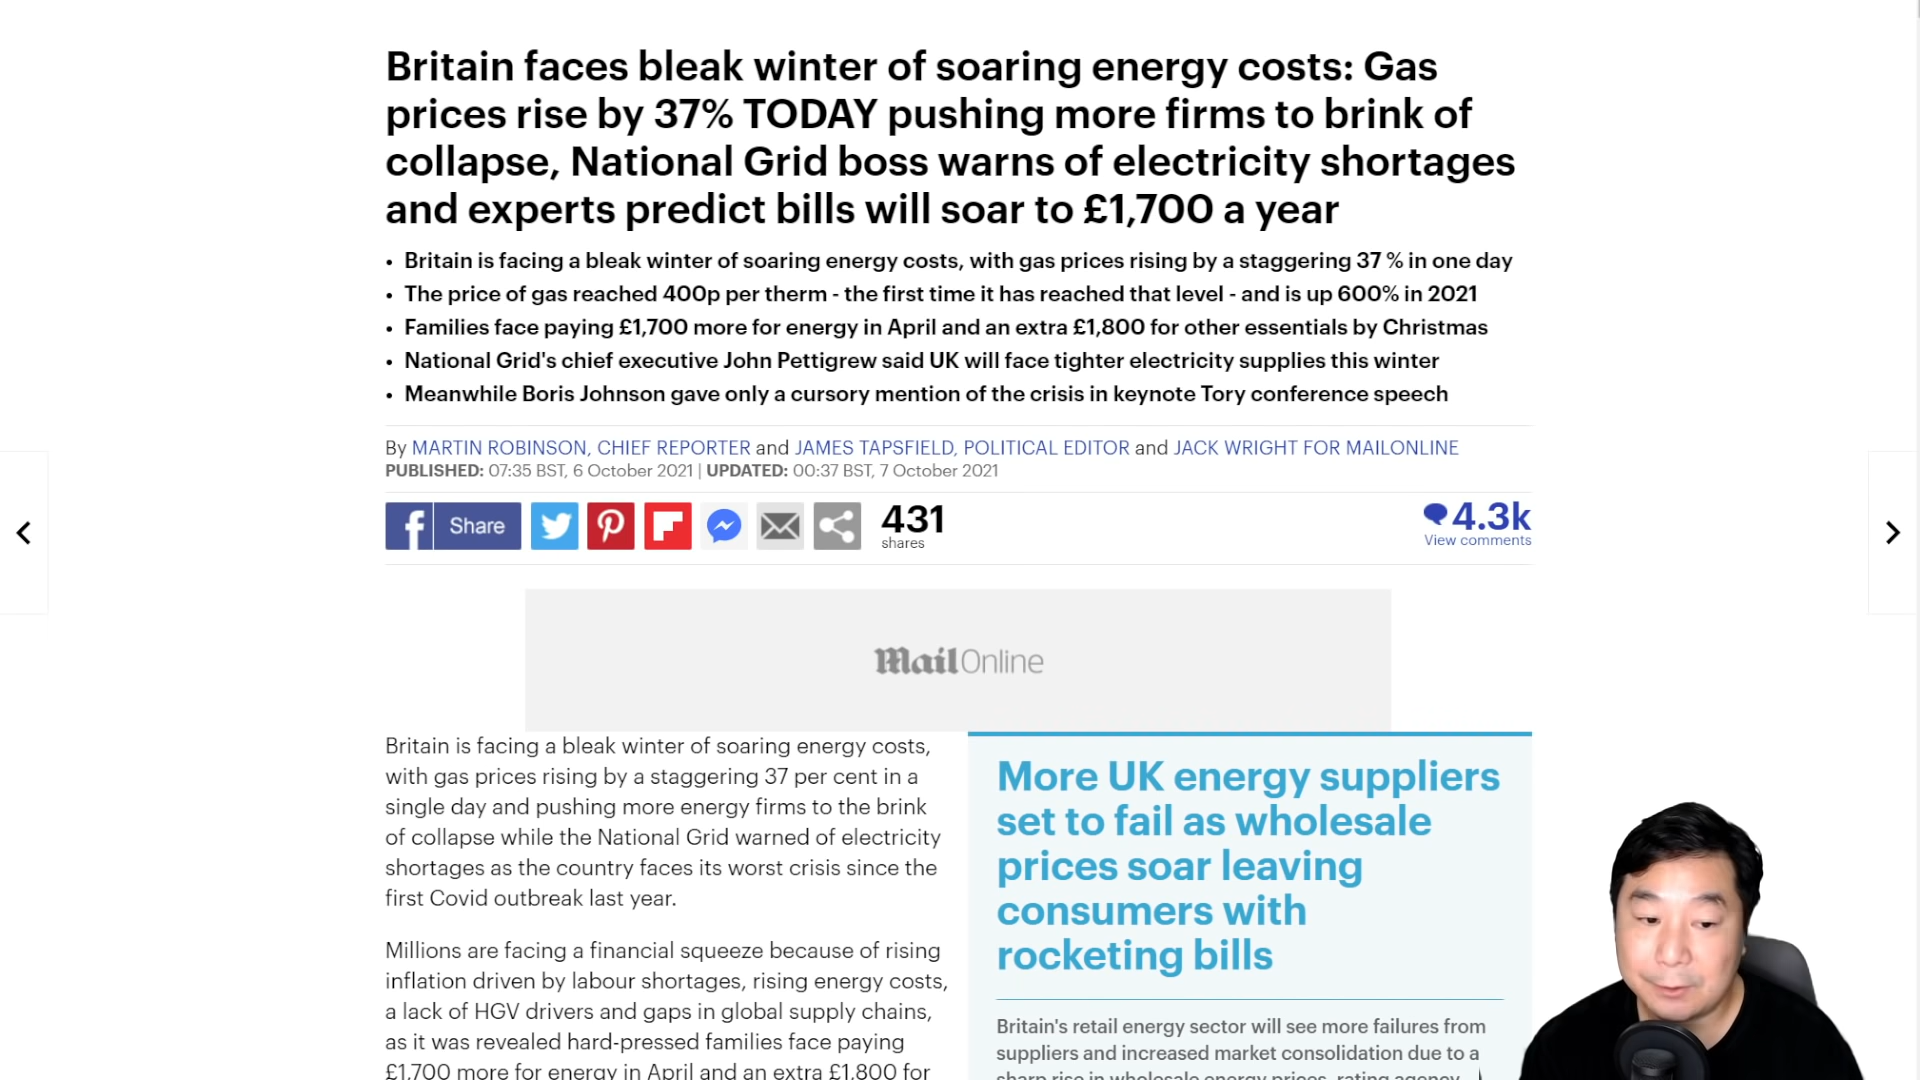 Britain faces bleak winter of soaring energy costs: Gas
prices rise by 37% TODAY pushing more firms to brink of
collapse, National Grid boss warns of electricity shortages
and experts predict bills will soar to £1,700 a year
• Britain is facing a bleak winter of soaring energy costs, with gas prices rising by a staggering 37 % in one day
• The price of gas reached 400p per therm - the first time it has reached that level - and is up 600% in 2021
• Families face paying £1,700 more for energy in April and an extra £1,800 for other essentials by Christmas
• National Grid's chief executive John Pettigrew said UK will face tighter electricity supplies this winter
• Meanwhile Boris Johnson gave only a cursory mention of the crisis in keynote Tory conference speech
By MARTIN ROBINSON, CHIEF REPORTER and JAMES TAPSFIELD, POLITICAL EDITOR and JACK WRIGHT FOR MAILONLINE
PUBLISHED: 07:35 BST, 6 October 2021 | UPDATED: 00:37 BST, 7 October 2021
Share
431
shares
4.3k
View comments
Mail Online
Britain is facing a bleak winter of soaring energy costs,
with gas prices rising by a staggering 37 per cent in a
single day and pushing more energy firms to the brink
of collapse while the National Grid warned of electricity
shortages as the country faces its worst crisis since the
first Covid outbreak last year.
Millions are facing a financial squeeze because of rising
inflation driven by labour shortages, rising energy costs,
a lack of HGV drivers and gaps in global supply chains,
as it was revealed hard-pressed families face paying
£1,700 more for energy in April and an extra £1,800 for
More UK energy suppliers
set to fail as wholesale
prices soar leaving
consumers with
rocketing bills
Britain's retail energy sector will see more failures from
suppliers and increased market consolidation due to a
sharp rise in wholesale energy prices, rating agency